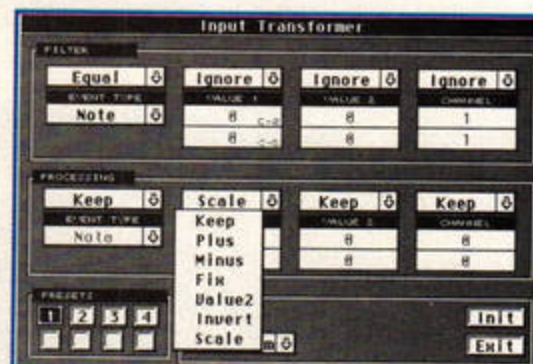 Input Transformer
FILTER
Equal Ignore Ignore Ignore
EVENT TYPE VALUE 1 VALUE 2 CHANNEL
Note 0 0 1
0 0 1
PROCESSING
Keep Scale Keep Keep
EVENT TYPE VALUE 2 CHANNEL
Note 0 0
0 0
Keep
Plus
Minus
Fix
Value2
Invert
Scale
PRESETS
1 2 3 4
Init
Exit